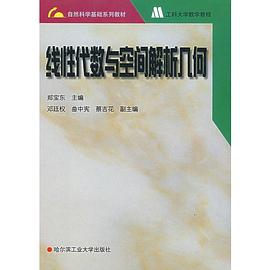 自然科学基础系列教材
工科大学数学教程
线性代数与空间解析几何
郑宝东 主编
邓廷权 曲中宪 蔡吉花 副主编
哈尔滨工业大学出版社